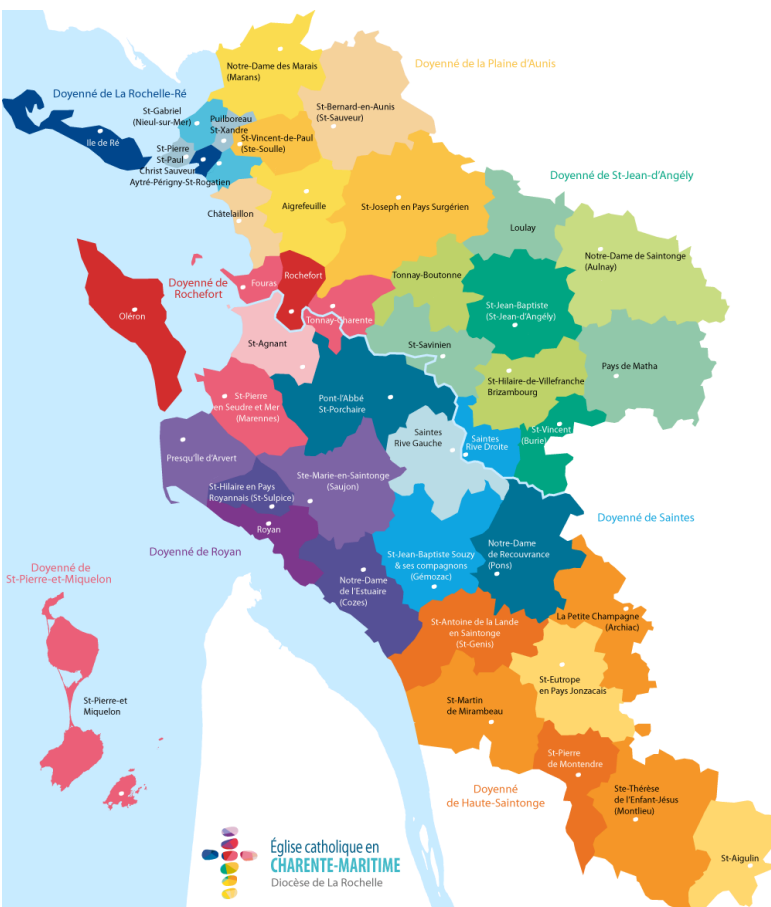 Notre-Dame des Marais
(Marans)
Doyenné de la Plaine d'Aunis
Doyenné de La Rochelle-Ré
St-Gabriel
(Nieul-sur-Mer)
Puilboreau
St-Xandre
St-Bernard-en-Aunis
(St-Sauveur)
Ile de Ré
St-Vincent-de-Paul
(Ste-Soulle)
St-Pierre
St-Paul
Christ Sauveur
Aytré-Périgny-St-Rogatien
Doyenné de St-Jean-d'Angély
Châtelaillon
Aigrefeuille
St-Joseph en Pays Surgérien
Loulay
Notre-Dame de Saintonge
(Aulnay)
Doyenné de
Rochefort
Fouras
Rochefort
Tonnay-Boutonne
Oléron
Tonnay-Charente
St-Jean-Baptiste
(St-Jean-d'Angély)
St-Agnant
St-Savinien
Pays de Matha
St-Hilaire-de-Villefranche
Brizambourg
St-Pierre
en Seudre et Mer
(Marennes)
Pont-l'Abbé
St-Porchaire
Saintes
Rive Gauche
Saintes
Rive Droite
St-Vincent
(Burie)
Presqu'Île d'Arvert
Ste-Marie-en-Saintonge
(Saujon)
St-Hilaire en Pays
Royannais (St-Sulpice)
Royan
Doyenné de Saintes
Doyenné de Royan
Notre-Dame
de Recouvrance
(Pons)
St-Jean-Baptiste Souzy
& ses compagnons
(Gémozac)
Notre-Dame
de l'Estuaire
(Cozes)
Doyenné de
St-Pierre-et-Miquelon
La Petite Champagne
(Archiac)
St-Antoine de la Lande
en Saintonge
(St-Genis)
St-Eutrope
en Pays Jonzacais
St-Pierre-et
Miquelon
St-Martin
de Mirambeau
St-Pierre
de Montendre
Doyenné
de Haute-Saintonge
Ste-Thérèse
de l'Enfant-Jésus
(Montlieu)
St-Aigulin
Église catholique en
CHARENTE-MARITIME
Diocèse de La Rochelle